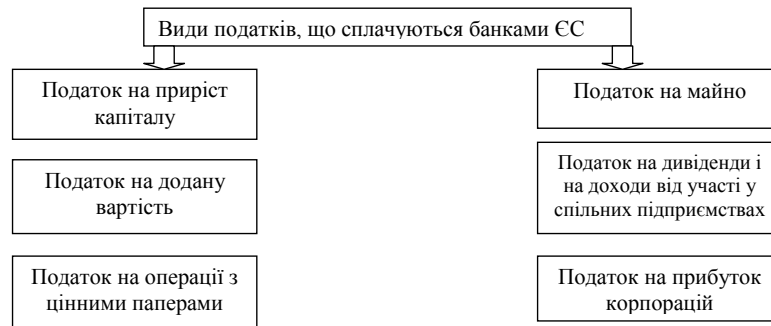 Види податків, що сплачуються банками ЄС
Податок на приріст
капіталу
Податок на додану
вартість
Податок на операції з
цінними паперами
Податок на майно
Податок на дивіденди і
на доходи від участі у
спільних підприємствах
Податок на прибуток
корпорацій